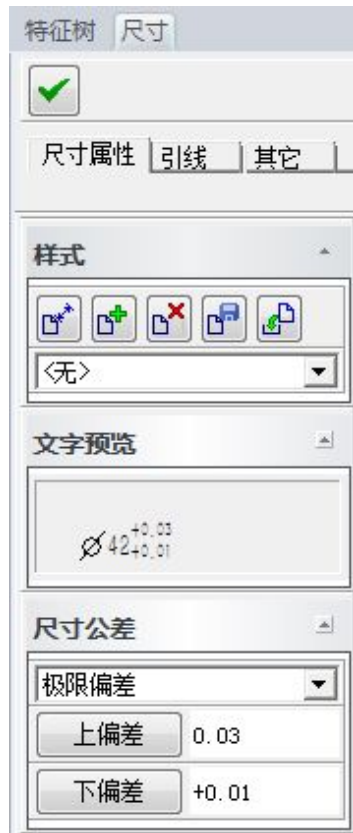 特征树 尺寸
尺寸属性 引线 其它
样式
<无>
文字预览
Ø42 +0.03
+0.01
尺寸公差
极限偏差
上偏差 0.03
下偏差 +0.01